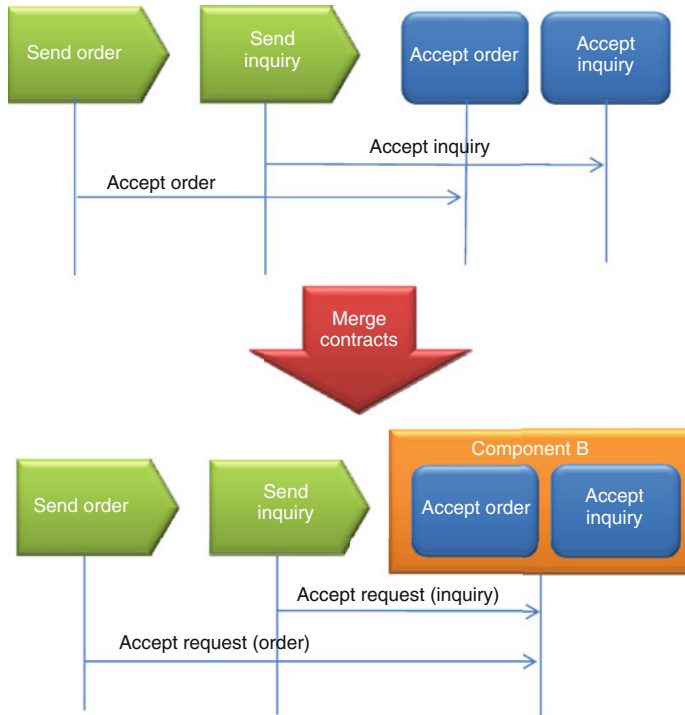 Send order
Send
inquiry
Accept order
Accept
inquiry
Accept inquiry
Accept order
Merge
contracts
Component B
Send order
Send
inquiry
Accept order
Accept
inquiry
Accept request (inquiry)
Accept request (order)